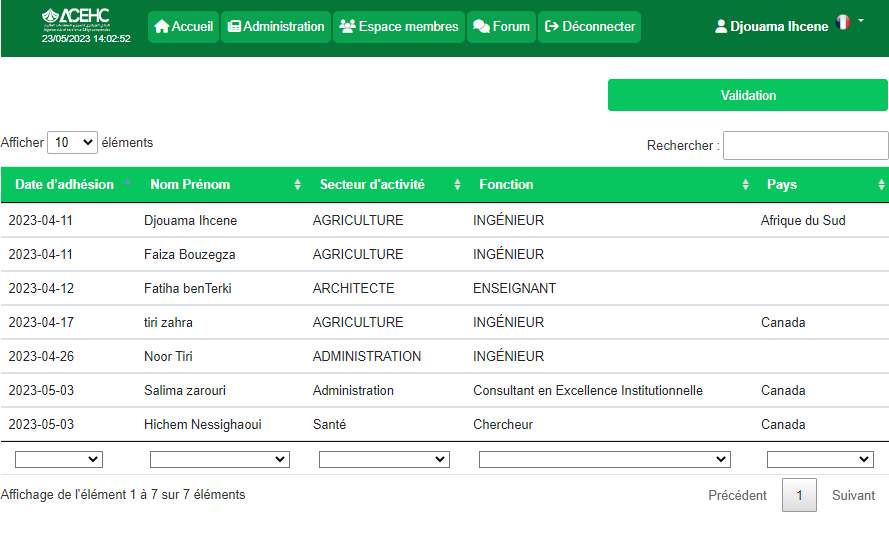 ACEHC
23/05/2023 14:02:52
Accueil Administration Espace membres Forum Déconnecter Djouama Ihcene
Validation
Afficher 10 éléments Rechercher :
Date d'adhésion Nom Prénom Secteur d'activité Fonction Pays
2023-04-11 Djouama Ihcene AGRICULTURE INGÉNIEUR Afrique du Sud
2023-04-11 Faiza Bouzegza AGRICULTURE INGÉNIEUR
2023-04-12 Fatiha benTerki ARCHITECTE ENSEIGNANT
2023-04-17 tiri zahra AGRICULTURE INGÉNIEUR Canada
2023-04-26 Noor Tiri ADMINISTRATION INGÉNIEUR
2023-05-03 Salima zarouri Administration Consultant en Excellence Institutionnelle Canada
2023-05-03 Hichem Nessighaoui Santé Chercheur Canada
Affichage de l'élément 1 à 7 sur 7 éléments Précédent 1 Suivant